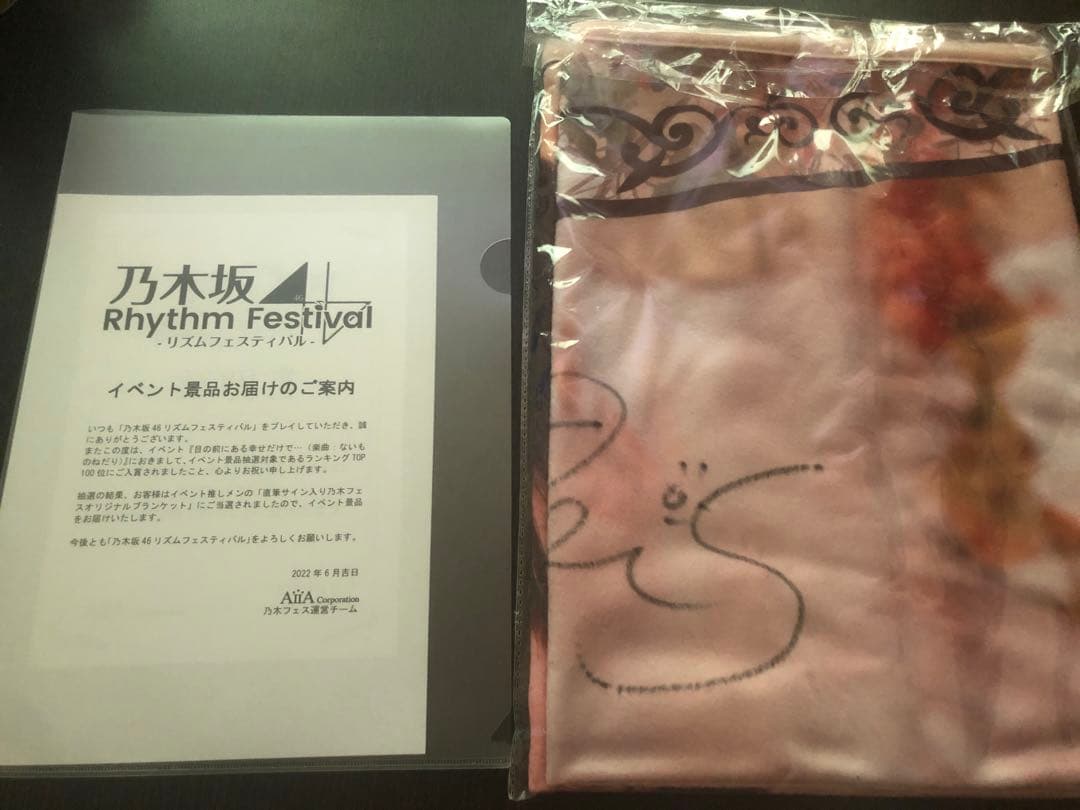 乃木坂46
Rhythm Festival
- リズムフェスティバル -
イベント景品お届けのご案内
いつも「乃木坂46リズムフェスティバル」をプレイしていただき、誠
にありがとうございます。
またこの度は、イベント『目の前にある幸せだけで…（楽曲：ないも
のねだり）』におきまして、イベント景品抽選対象であるランキングTOP
100位にご入賞されましたこと、心よりお祝い申し上げます。
抽選の結果、お客様はイベント推しメンの「直筆サイン入り乃木フェ
スオリジナルブランケット」にご当選されましたので、イベント景品
をお届けいたします。
今後とも「乃木坂46リズムフェスティバル」をよろしくお願いします。
2022年6月吉日
AiiA Corporation
乃木フェス運営チーム